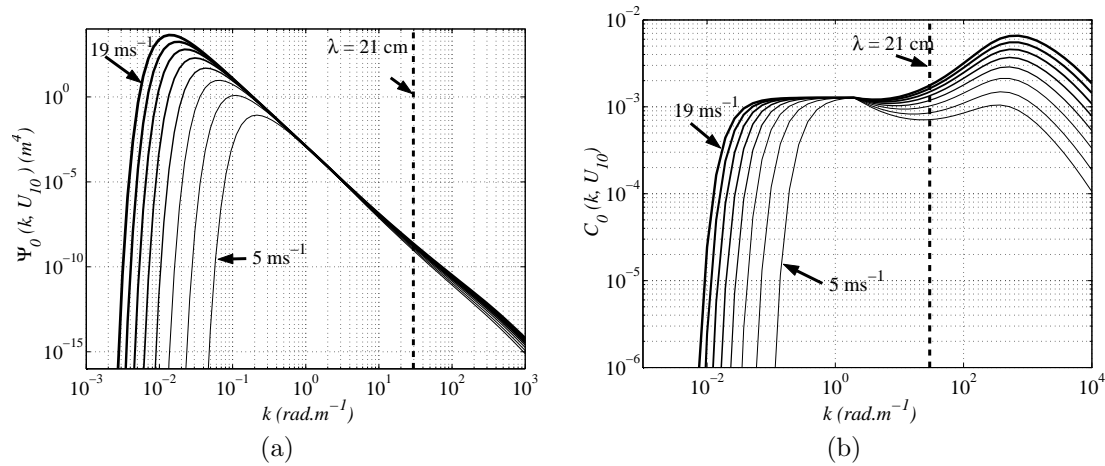 19 ms⁻¹
λ = 21 cm
5 ms⁻¹
Ψ₀ (k, U₁₀) (m⁴)
10⁰
10⁻⁵
10⁻¹⁰
10⁻¹⁵
10⁻³ 10⁻² 10⁻¹ 10⁰ 10¹ 10² 10³
k (rad.m⁻¹)
(a)
10⁻²
10⁻³
10⁻⁴
10⁻⁵
10⁻⁶
C₀ (k, U₁₀)
λ = 21 cm
19 ms⁻¹
5 ms⁻¹
10⁻² 10⁰ 10² 10⁴
k (rad.m⁻¹)
(b)